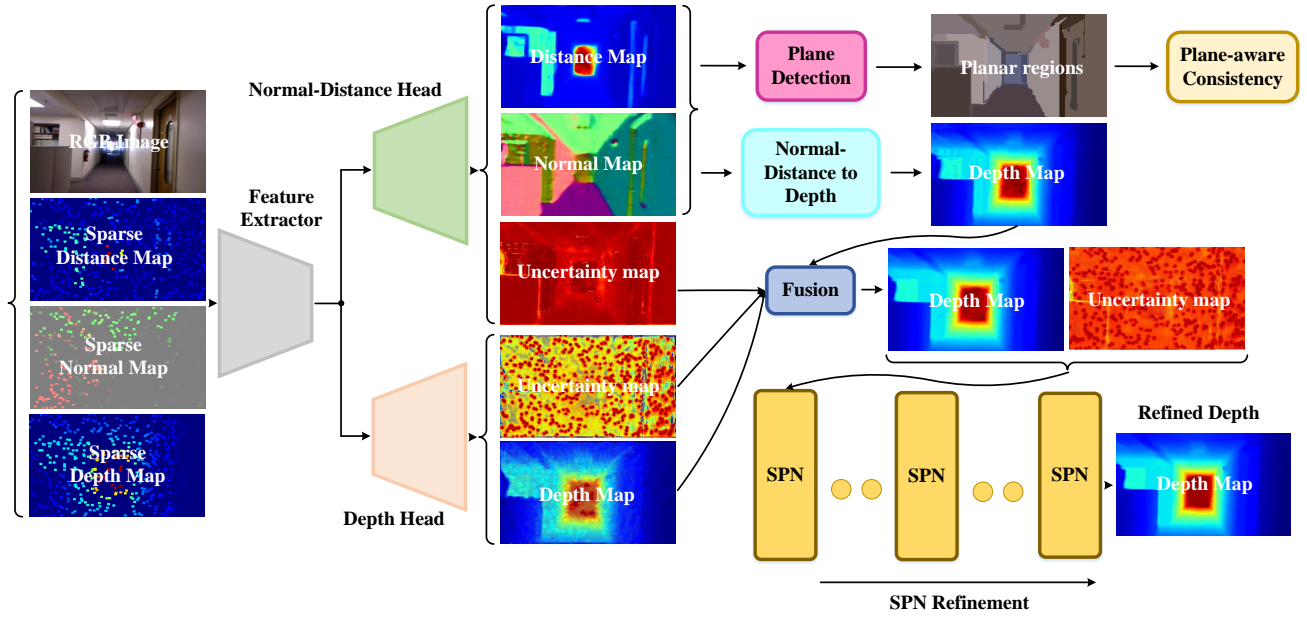 RGB Image
Sparse
Distance Map
Sparse
Normal Map
Sparse
Depth Map
Feature
Extractor
Normal-Distance Head
Depth Head
Distance Map
Normal Map
Uncertainty map
Uncertainty map
Depth Map
Plane
Detection
Planar regions
Plane-aware
Consistency
Normal-
Distance to
Depth
Depth Map
Fusion
Depth Map
Uncertainty map
SPN
SPN
SPN
Refined Depth
Depth Map
SPN Refinement